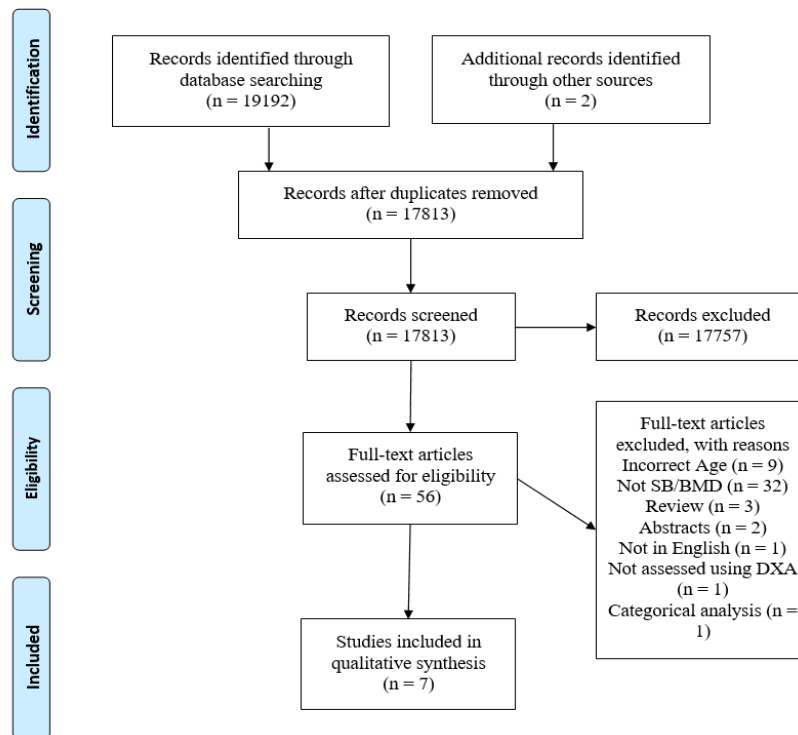 Identification
Records identified through
database searching
(n = 19192)
Additional records identified
through other sources
(n = 2)
Records after duplicates removed
(n = 17813)
Screening
Records screened
(n = 17813)
Records excluded
(n = 17757)
Eligibility
Full-text articles
assessed for eligibility
(n = 56)
Full-text articles
excluded, with reasons
Incorrect Age (n = 9)
Not SB/BMD (n = 32)
Review (n = 3)
Abstracts (n = 2)
Not in English (n = 1)
Not assessed using DXA
(n = 1)
Categorical analysis (n =
1)
Included
Studies included in
qualitative synthesis
(n = 7)